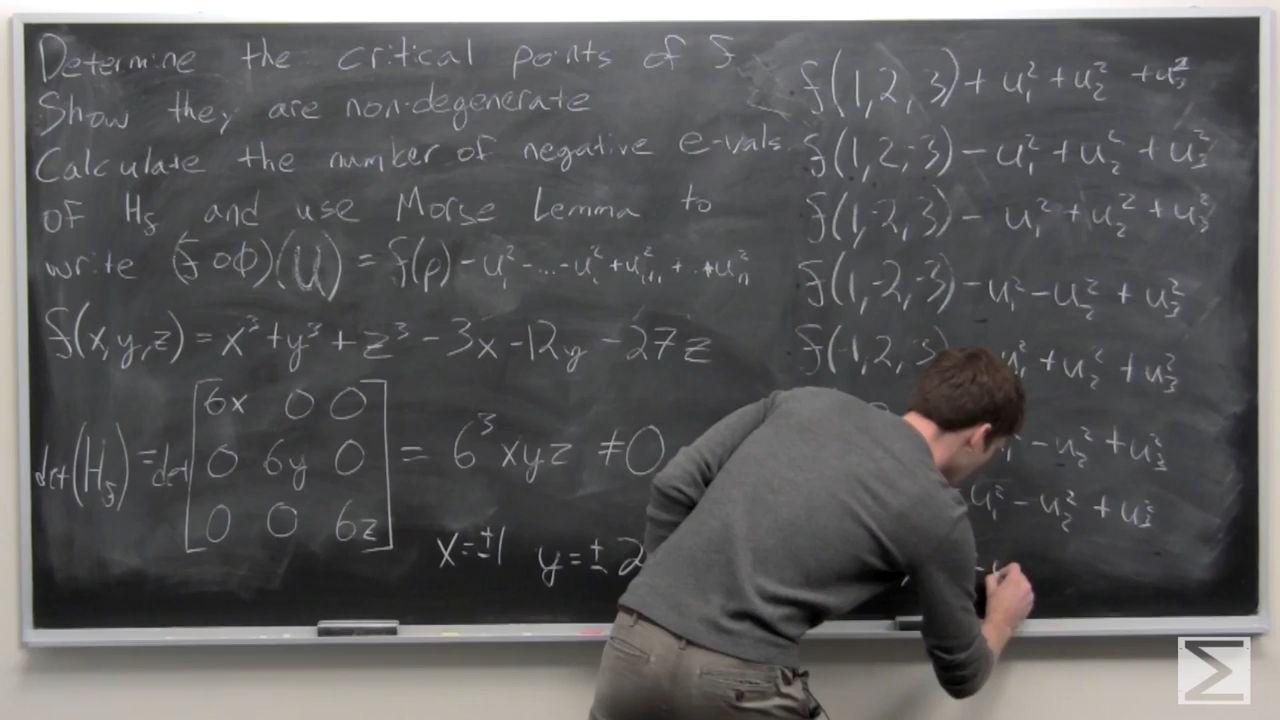 Determine the critical points of f
Show they are non-degenerate
Calculate the number of negative e-vals
of H_f and use Morse Lemma to
write (f∘Φ)(U) = f(p) - u_1^2 - ... - u_i^2 + u_{i+1}^2 + ... + u_n^2
f(x,y,z) = x^3 + y^3 + z^3 - 3x - 12y - 27z
det(H_f) = det [6x 0 0
0 6y 0
0 0 6z] = 6^3 xyz ≠ 0
x = ±1 y = ± 2
f(1,2,3) + u_1^2 + u_2^2 + u_3^2
f(1,2,-3) - u_1^2 + u_2^2 + u_3^2
f(1,-2,3) - u_1^2 + u_2^2 + u_3^2
f(1,-2,-3) - u_1^2 - u_2^2 + u_3^2
f(-1,2,3) u_1^2 + u_2^2 + u_3^2
- u_2^2 + u_3^2
u_1^2 - u_2^2 + u_3^2
Σ